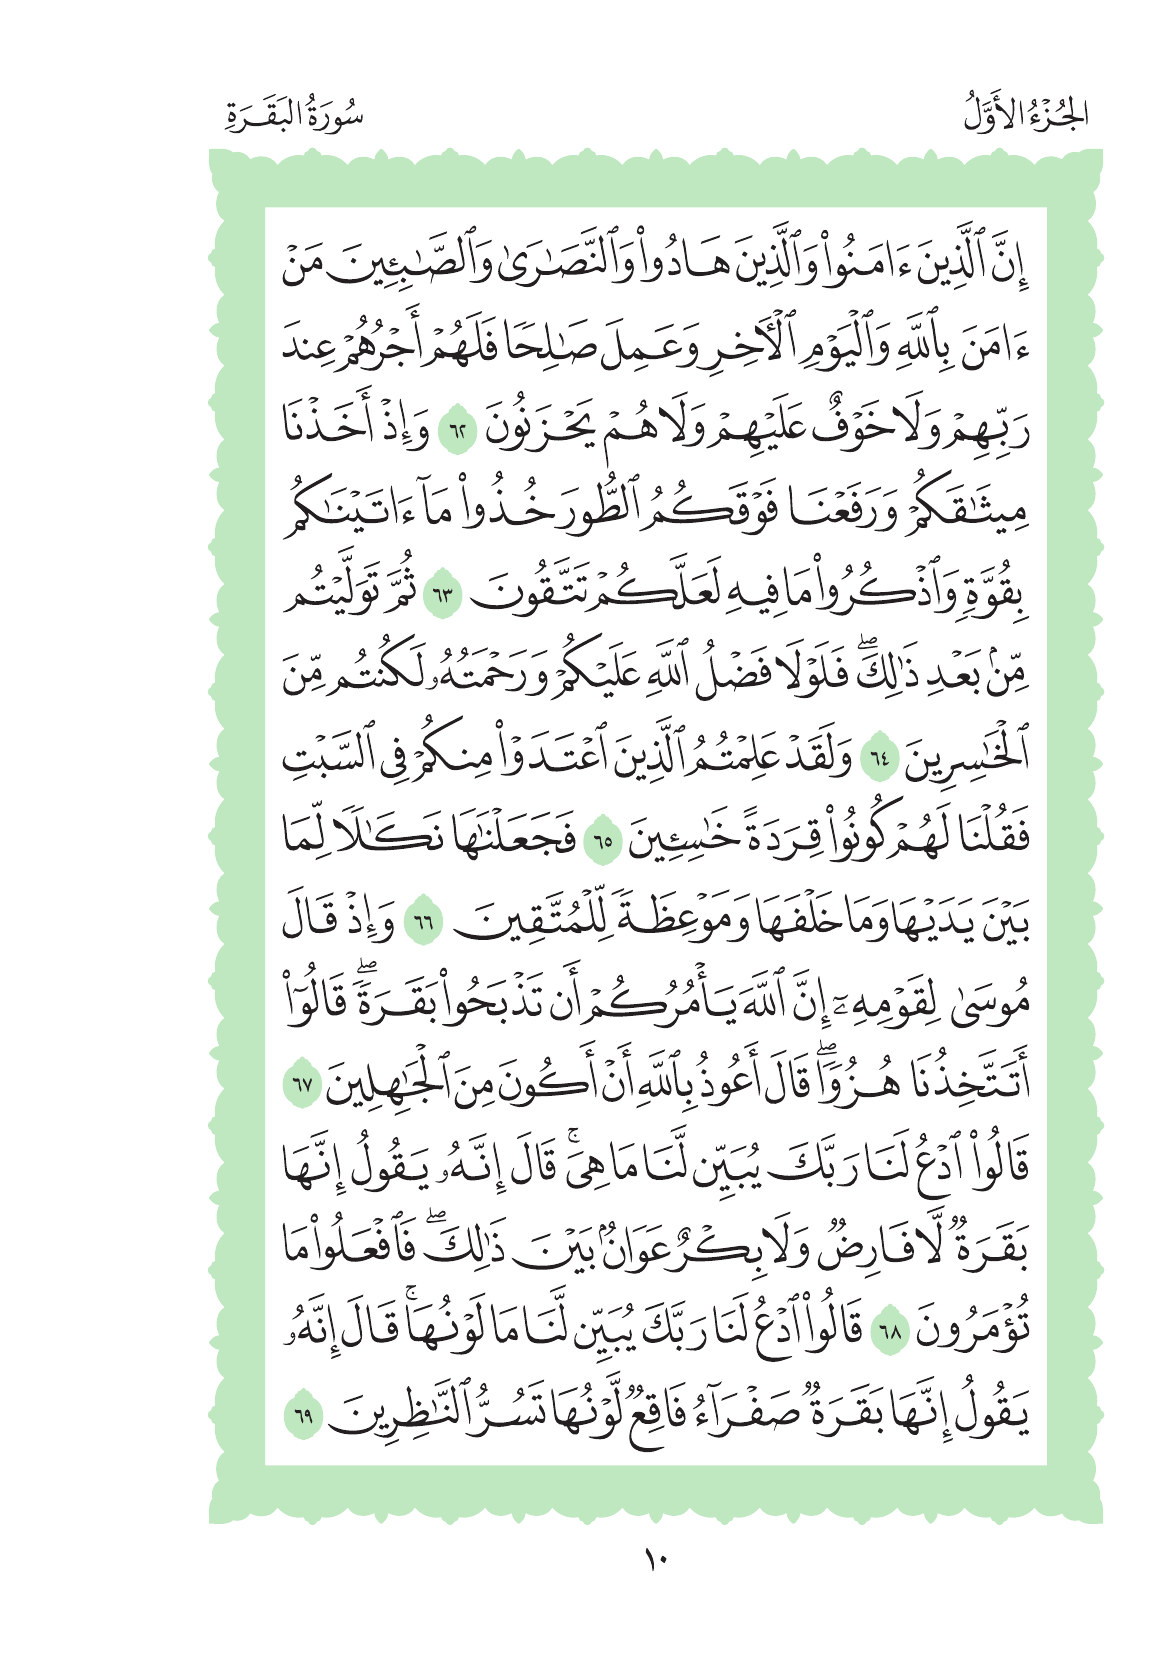 الجُزْءُ الأَوَّلُ
سُورَةُ البَقَرَةِ
إِنَّ ٱلَّذِينَ ءَامَنُواْ وَٱلَّذِينَ هَادُواْ وَٱلنَّصَٰرَىٰ وَٱلصَّٰبِـِٔينَ مَنۡ
ءَامَنَ بِٱللَّهِ وَٱلۡيَوۡمِ ٱلۡأٓخِرِ وَعَمِلَ صَٰلِحٗا فَلَهُمۡ أَجۡرُهُمۡ عِندَ
رَبِّهِمۡ وَلَا خَوۡفٌ عَلَيۡهِمۡ وَلَا هُمۡ يَحۡزَنُونَ ٦٢ وَإِذۡ أَخَذۡنَا
مِيثَٰقَكُمۡ وَرَفَعۡنَا فَوۡقَكُمُ ٱلطُّورَ خُذُواْ مَآ ءَاتَيۡنَٰكُم
بِقُوَّةٖ وَٱذۡكُرُواْ مَا فِيهِ لَعَلَّكُمۡ تَتَّقُونَ ٦٣ ثُمَّ تَوَلَّيۡتُم
مِّنۢ بَعۡدِ ذَٰلِكَۖ فَلَوۡلَا فَضۡلُ ٱللَّهِ عَلَيۡكُمۡ وَرَحۡمَتُهُۥ لَكُنتُم مِّنَ
ٱلۡخَٰسِرِينَ ٦٤ وَلَقَدۡ عَلِمۡتُمُ ٱلَّذِينَ ٱعۡتَدَوۡاْ مِنكُمۡ فِي ٱلسَّبۡتِ
فَقُلۡنَا لَهُمۡ كُونُواْ قِرَدَةً خَٰسِـِٔينَ ٦٥ فَجَعَلۡنَٰهَا نَكَٰلٗا لِّمَا
بَيۡنَ يَدَيۡهَا وَمَا خَلۡفَهَا وَمَوۡعِظَةٗ لِّلۡمُتَّقِينَ ٦٦ وَإِذۡ قَالَ
مُوسَىٰ لِقَوۡمِهِۦٓ إِنَّ ٱللَّهَ يَأۡمُرُكُمۡ أَن تَذۡبَحُواْ بَقَرَةٗۖ قَالُوٓاْ
أَتَتَّخِذُنَا هُزُوٗاۖ قَالَ أَعُوذُ بِٱللَّهِ أَنۡ أَكُونَ مِنَ ٱلۡجَٰهِلِينَ ٦٧
قَالُواْ ٱدۡعُ لَنَا رَبَّكَ يُبَيِّن لَّنَا مَا هِيَۚ قَالَ إِنَّهُۥ يَقُولُ إِنَّهَا
بَقَرَةٞ لَّا فَارِضٞ وَلَا بِكۡرٌ عَوَانُۢ بَيۡنَ ذَٰلِكَۖ فَٱفۡعَلُواْ مَا
تُؤۡمَرُونَ ٦٨ قَالُواْ ٱدۡعُ لَنَا رَبَّكَ يُبَيِّن لَّنَا مَا لَوۡنُهَاۚ قَالَ إِنَّهُۥ
يَقُولُ إِنَّهَا بَقَرَةٞ صَفۡرَآءُ فَاقِعٞ لَّوۡنُهَا تَسُرُّ ٱلنَّٰظِرِينَ ٦٩
١٠